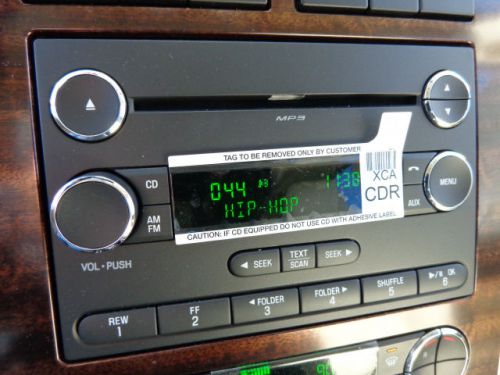 MP3
TAG TO BE REMOVED ONLY BY CUSTOMER
XCA
CDR
044
11:38
HIP-HOP
CAUTION: IF CD EQUIPPED DO NOT USE CD WITH ADHESIVE LABEL
CD
AM
FM
AUX
MENU
VOL • PUSH
SEEK
TEXT
SCAN
SEEK
REW
1
FF
2
FOLDER
3
FOLDER
4
SHUFFLE
5
OK
6